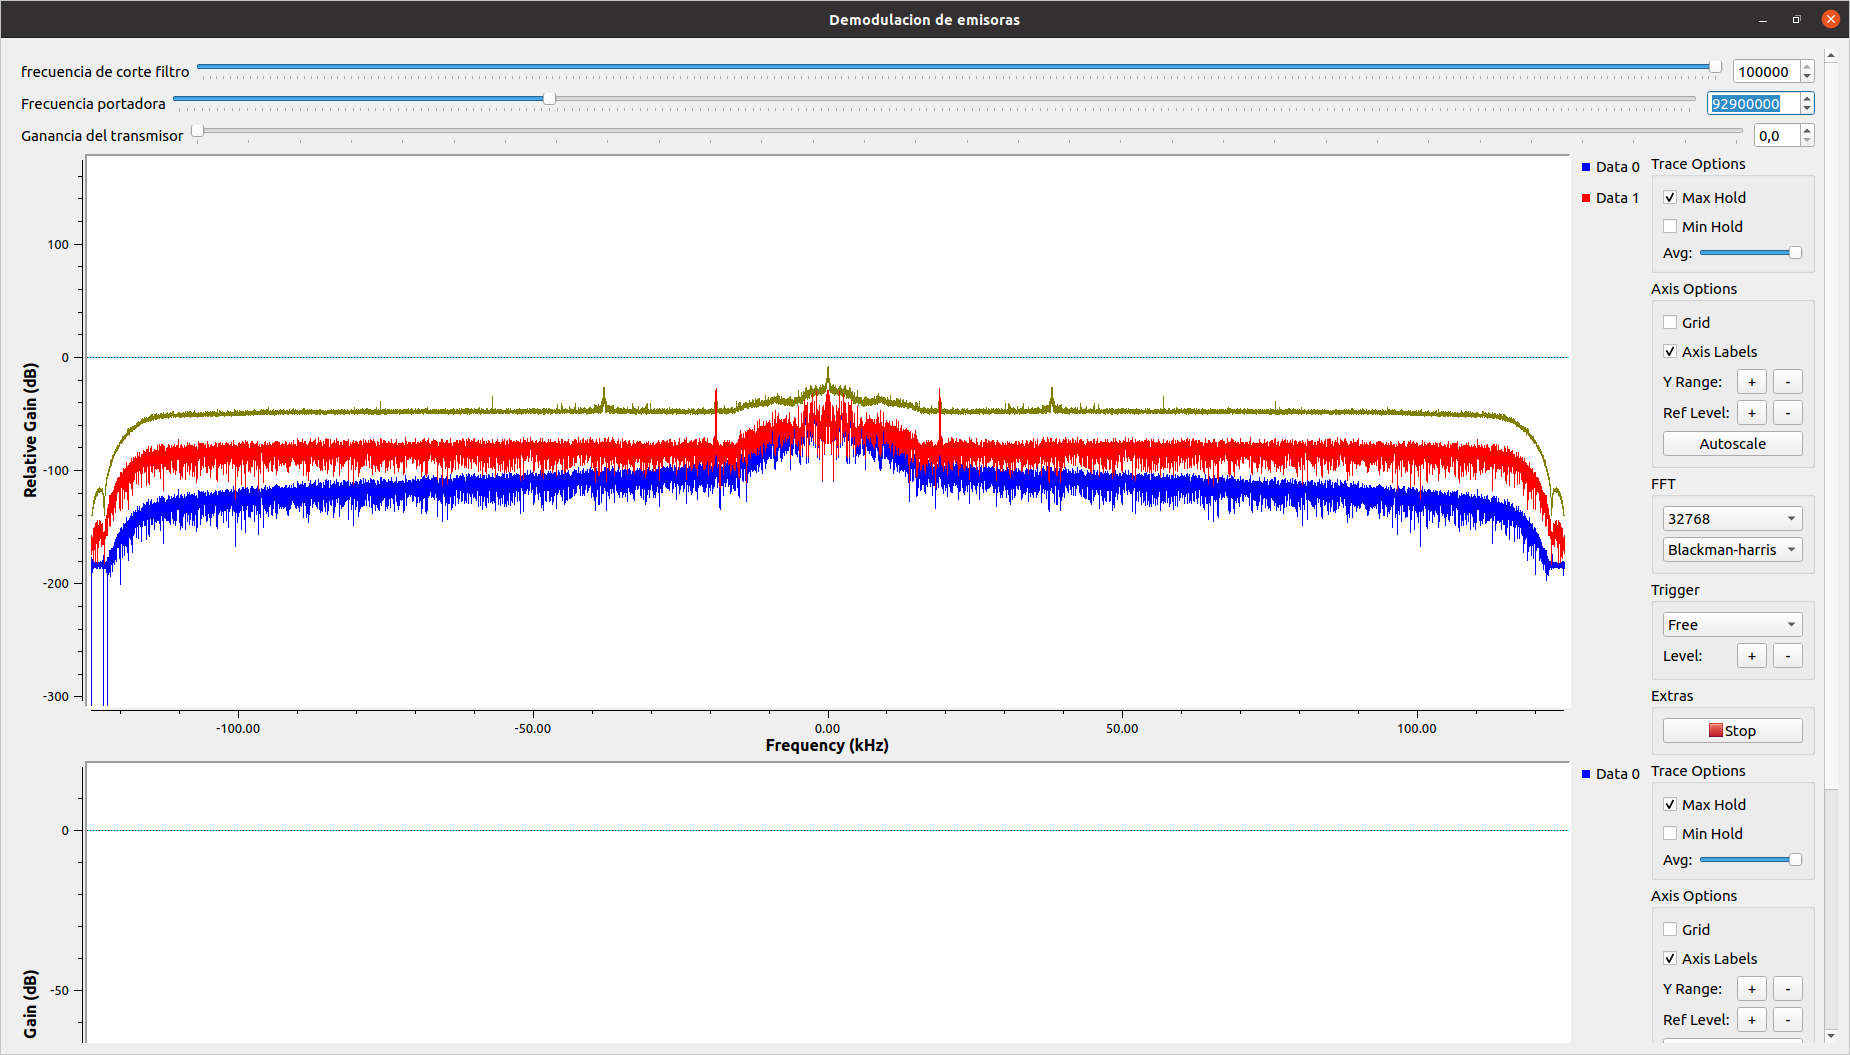 Demodulacion de emisoras
frecuencia de corte filtro 100000
Frecuencia portadora 92900000
Ganancia del transmisor 0,0
Relative Gain (dB)
100
0
-100
-200
-300
-100.00 -50.00 0.00 50.00 100.00
Frequency (kHz)
Data 0
Data 1
Trace Options
Max Hold
Min Hold
Avg:
Axis Options
Grid
Axis Labels
Y Range: + -
Ref Level: + -
Autoscale
FFT
32768
Blackman-harris
Trigger
Free
Level: + -
Extras
Stop
Gain (dB)
0
-50
Data 0
Trace Options
Max Hold
Min Hold
Avg:
Axis Options
Grid
Axis Labels
Y Range: + -
Ref Level: + -